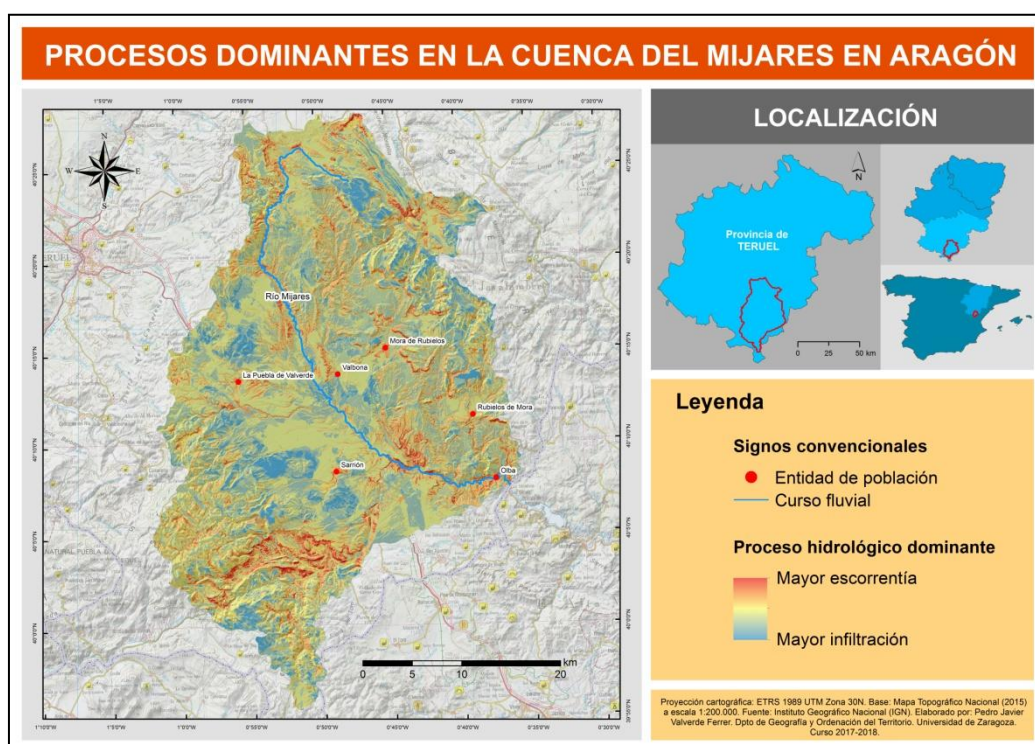 PROCESOS DOMINANTES EN LA CUENCA DEL MIJARES EN ARAGÓN
N
W
E
S
Río Mijares
Mora de Rubielos
Valbona
La Puebla de Valverde
Rubielos de Mora
Sarrión
Olba
km
0 5 10 20
LOCALIZACIÓN
N
Provincia de
TERUEL
0 25 50 km
Leyenda
Signos convencionales
Entidad de población
Curso fluvial
Proceso hidrológico dominante
Mayor escorrentía
Mayor infiltración
Proyección cartográfica: ETRS 1989 UTM Zona 30N. Base: Mapa Topográfico Nacional (2015)
a escala 1:200.000. Fuente: Instituto Geográfico Nacional (IGN). Elaborado por: Pedro Javier
Valverde Ferrer. Dpto de Geografía y Ordenación del Territorio. Universidad de Zaragoza.
Curso 2017-2018.